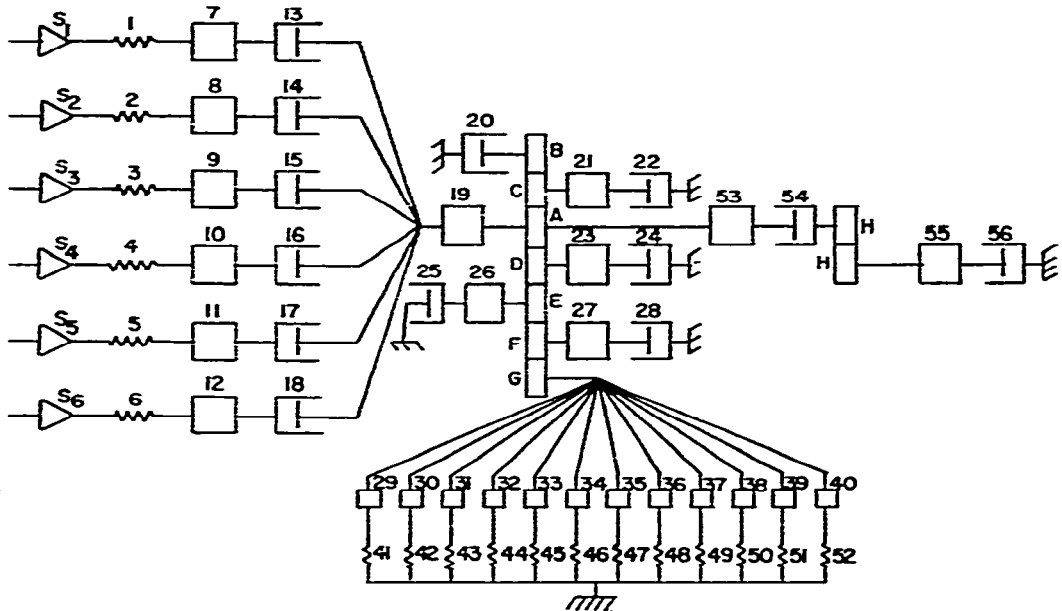 S1 1 7 13
S2 2 8 14
S3 3 9 15
S4 4 10 16
S5 5 11 17
S6 6 12 18
19
20 B
C 21 22
A 53 54 H
D 23 24
H 55 56
25 26 E
F 27 28
G
29 30 31 32 33 34 35 36 37 38 39 40
41 42 43 44 45 46 47 48 49 50 51 52